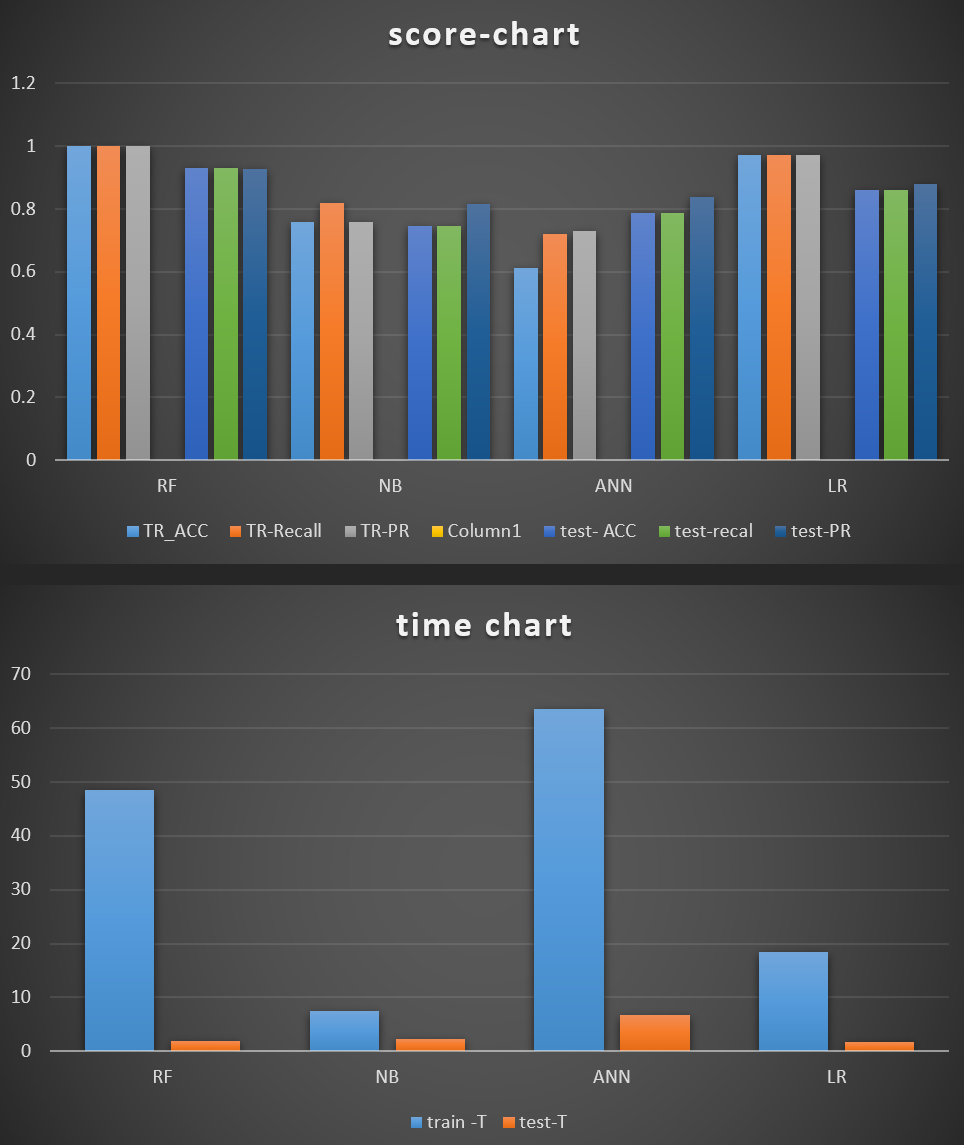 score-chart
1.2
1
0.8
0.6
0.4
0.2
0
RF NB ANN LR
TR_ACC TR-Recall TR-PR Column1 test- ACC test-recal test-PR
time chart
70
60
50
40
30
20
10
0
RF NB ANN LR
train -T test-T